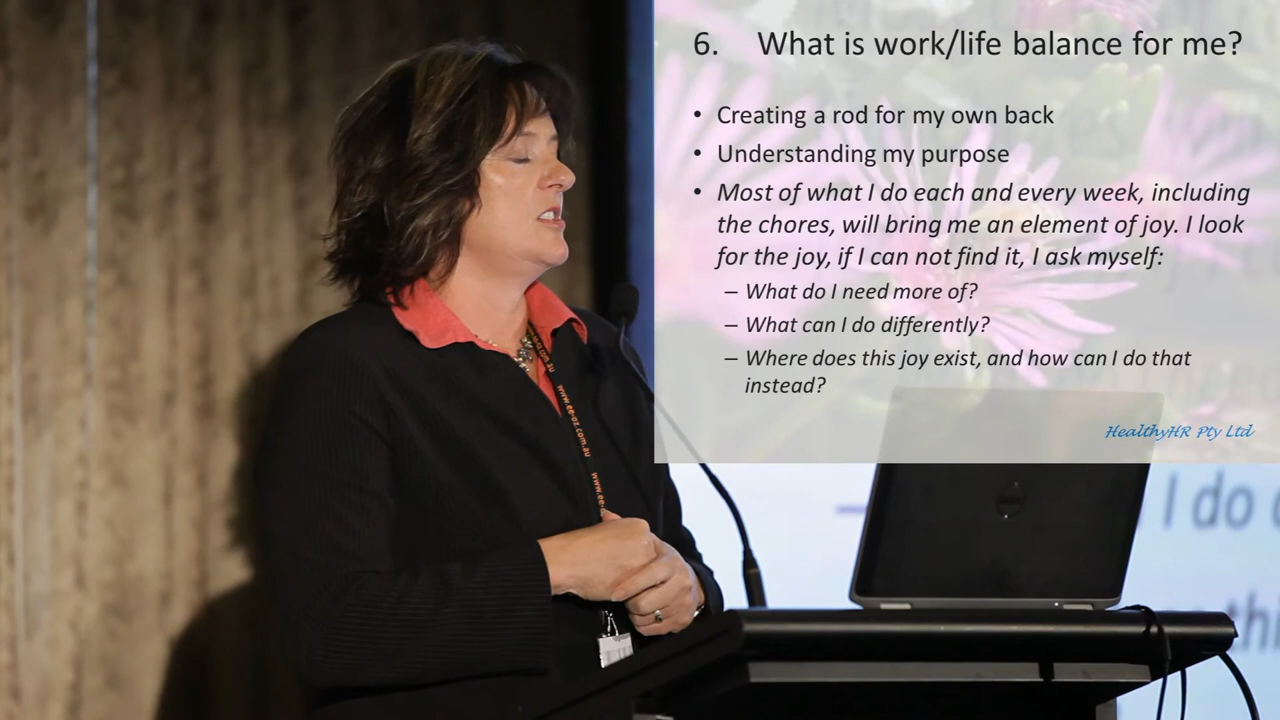 6. What is work/life balance for me?
• Creating a rod for my own back
• Understanding my purpose
• Most of what I do each and every week, including
the chores, will bring me an element of joy. I look
for the joy, if I can not find it, I ask myself:
– What do I need more of?
– What can I do differently?
– Where does this joy exist, and how can I do that
instead?
HealthyHR Pty Ltd
www.ee-oz.com.au
DELL
I do